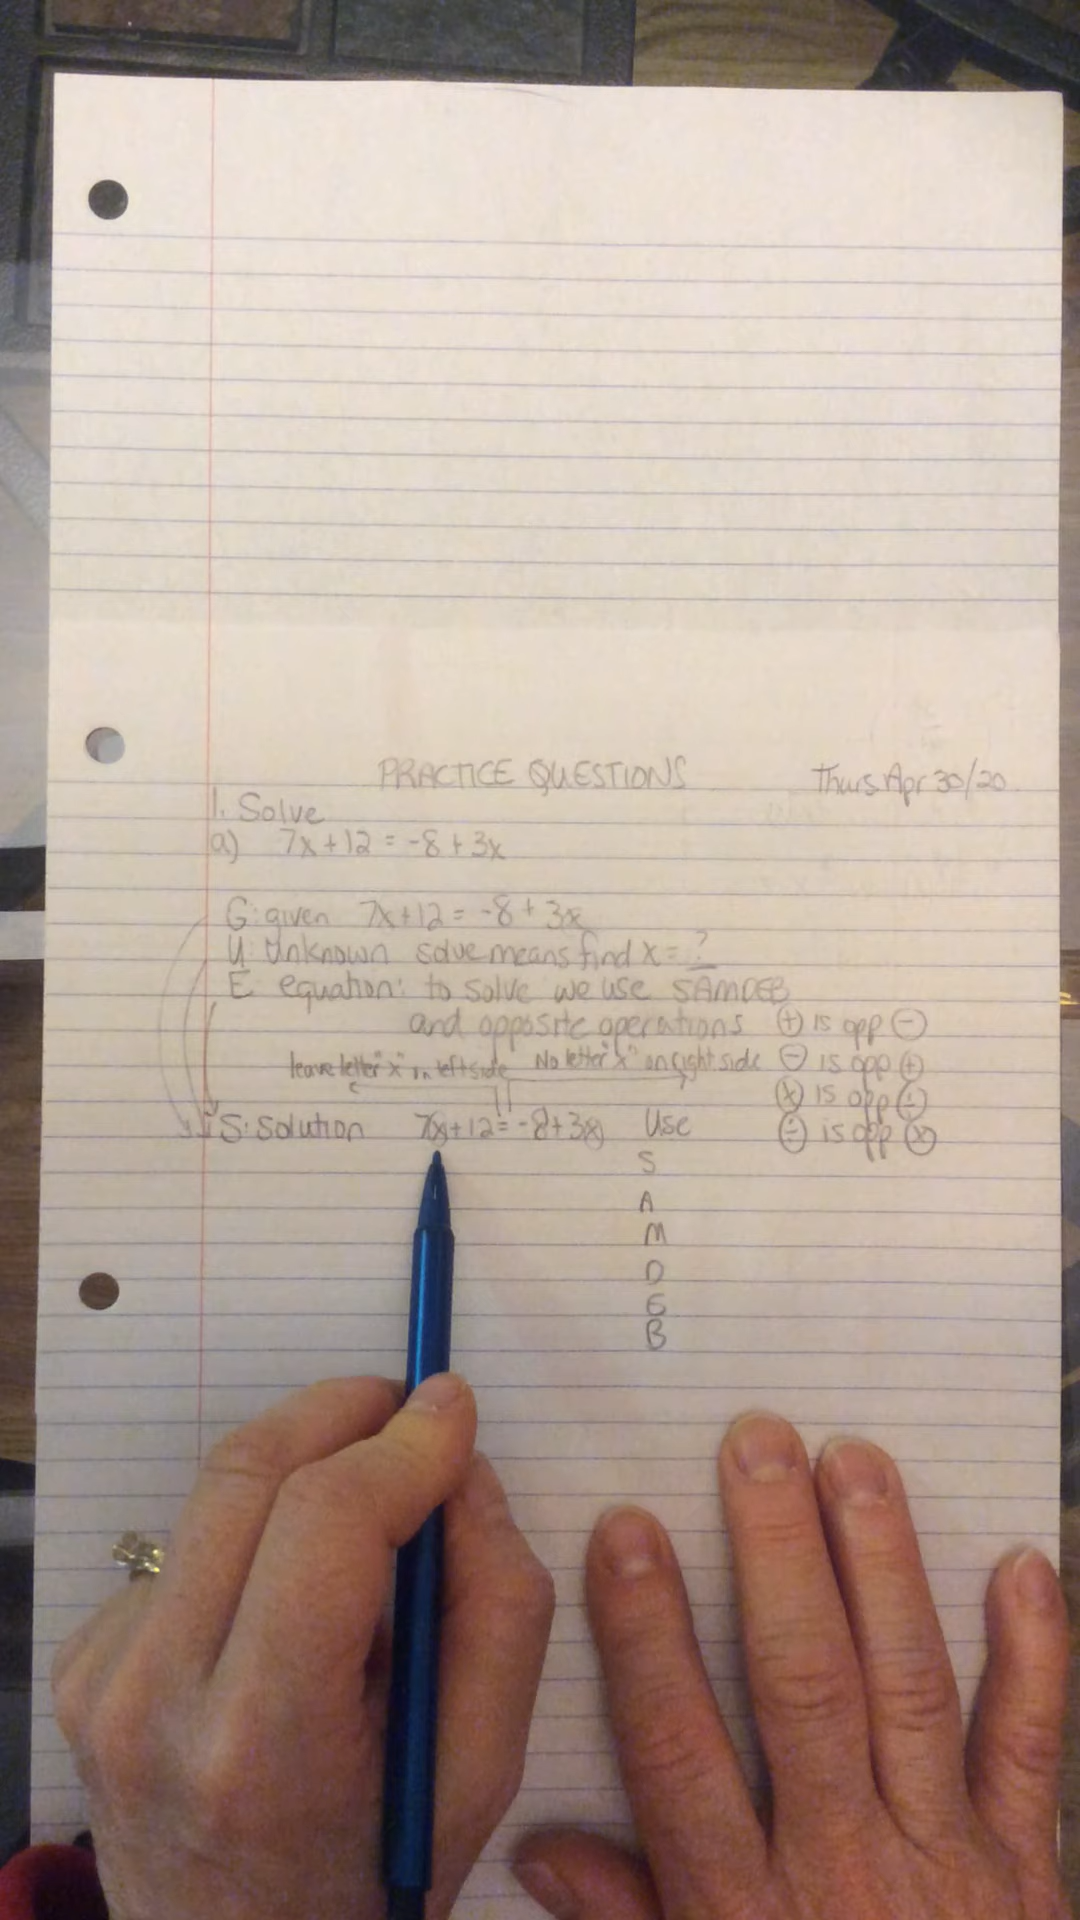 PRACTICE QUESTIONS Thurs Apr 30/20
1. Solve
a) 7x+12 = -8+3x
G: given 7x+12 = -8+3x
U: Unknown solve means find x = ?
E equation: to solve we use SAMDEB
and opposite operations (+) is opp (-)
leave letter "x" in left side No letter "x" on right side (-) is opp (+)
(x) is opp (÷)
S: Solution 7x+12 = -8+3x Use (÷) is opp (x)
S
A
M
D
E
B